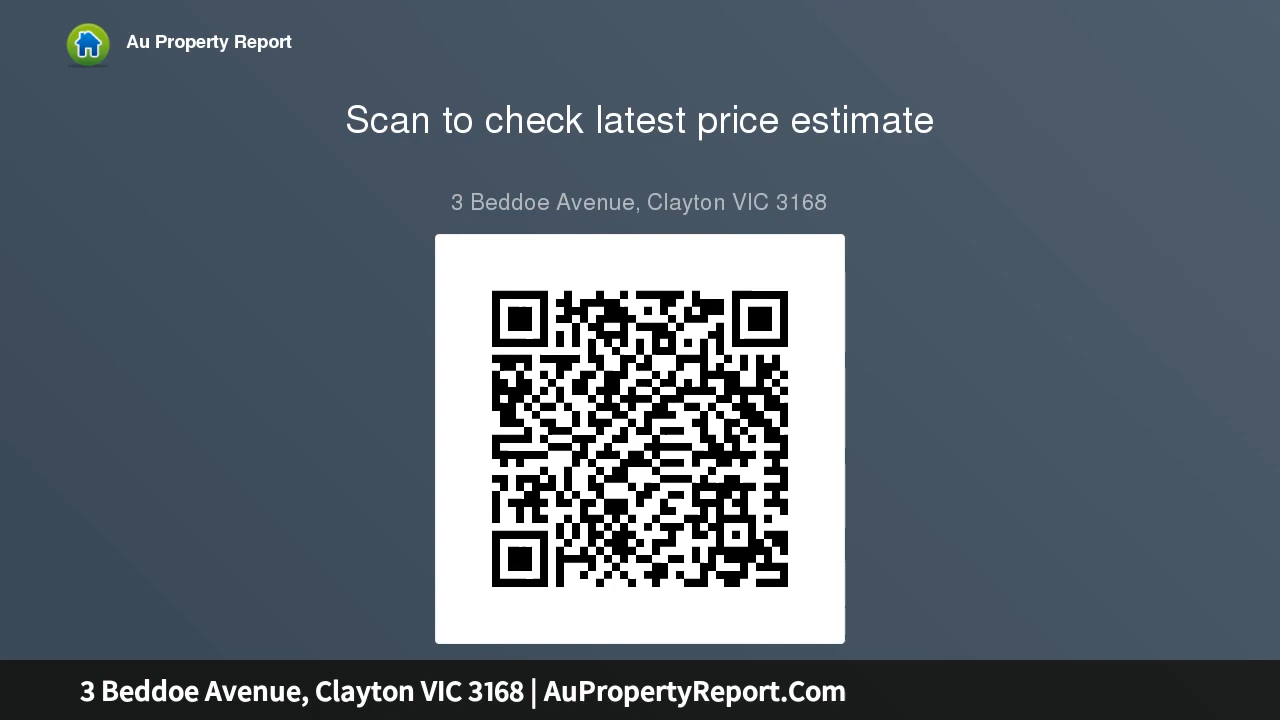 Au Property Report
Scan to check latest price estimate
3 Beddoe Avenue, Clayton VIC 3168
3 Beddoe Avenue, Clayton VIC 3168 | AuPropertyReport.Com